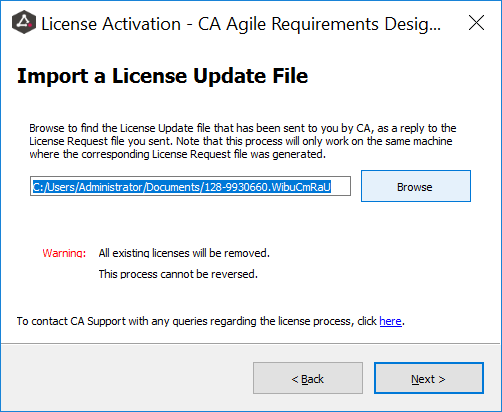 License Activation - CA Agile Requirements Desig...
Import a License Update File
Browse to find the License Update file that has been sent to you by CA, as a reply to the
License Request file you sent. Note that this process will only work on the same machine
where the corresponding License Request file was generated.
C:/Users/Administrator/Documents/128-9930660.WibuCmRaU
Browse
Warning: All existing licenses will be removed.
This process cannot be reversed.
To contact CA Support with any queries regarding the license process, click here.
< Back
Next >